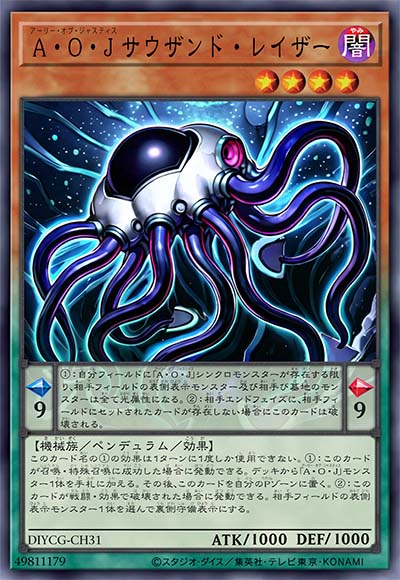 アーリー・オブ・ジャスティス
A・O・Jサウザンド・レイザー
やみ
闇
①:自分フィールドに「A・O・J」シンクロモンスターが存在する限
り、相手フィールドの表側表示モンスター及び相手び墓地のモン
スターは全て光属性になる。②:相手エンドフェイズに、相手フィー
ルドにセットされたカードが存在しない場合にこのカードは破
壊される。
9
9
【機械族/ペンデュラム/効果】
このカード名の①の効果は1ターンに1度しか使用できない。①:このカード
が召喚・特殊召喚に成功した場合に発動できる。デッキから「A・O・J」モンス
ター1体を手札に加える。その後、このカードを自分のPゾーンに置く。②:この
カードが戦闘・効果で破壊された場合に発動できる。相手フィールドの表側
表示モンスター1体を選んで裏側守備表示にする。
DIYCG-CH31
ATK/1000 DEF/1000
49811179
©スタジオ・ダイス/集英社・テレビ東京・KONAMI